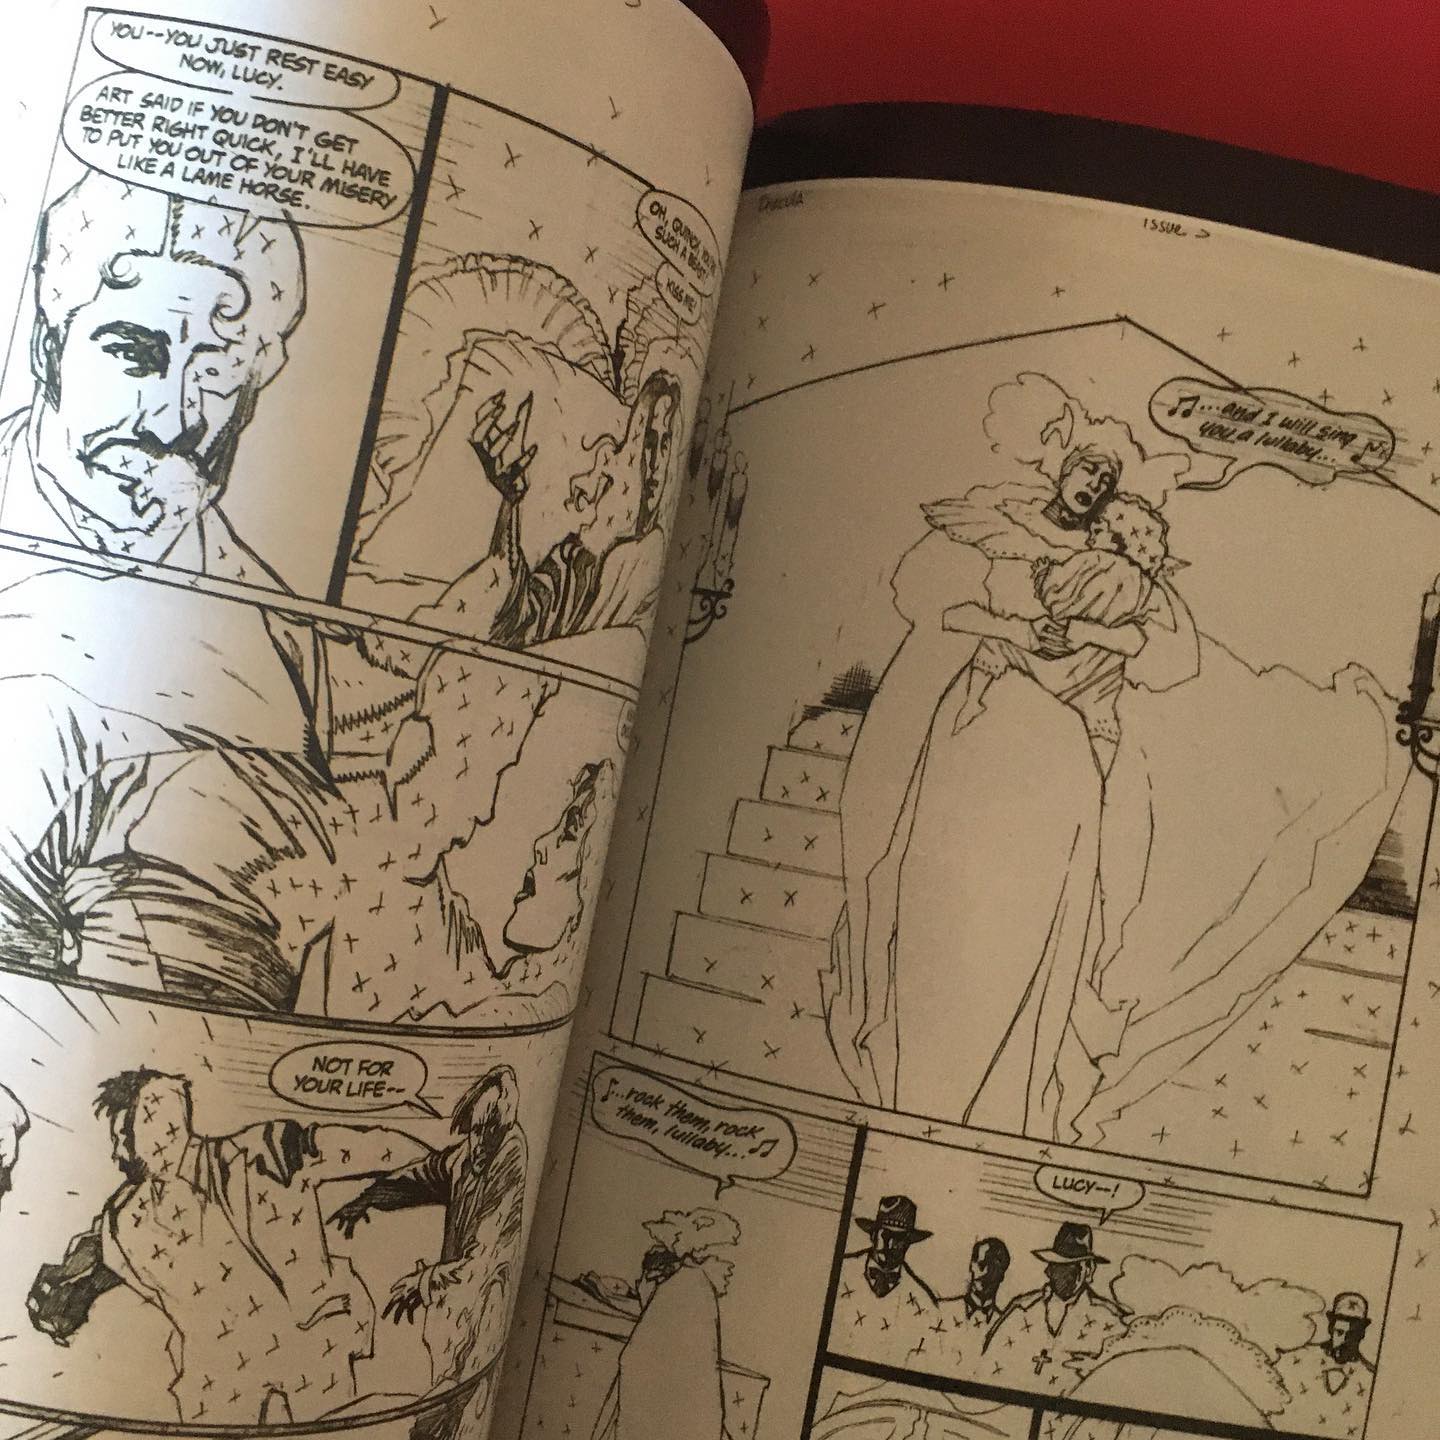 YOU--YOU JUST REST EASY
NOW, LUCY.
ART SAID IF YOU DON'T GET
BETTER RIGHT QUICK, I'LL HAVE
TO PUT YOU OUT OF YOUR MISERY
LIKE A LAME HORSE.
OH, QUINCY, YOU'RE
SUCH A BEAST!
KISS ME!
NOT FOR
YOUR LIFE--
Dracula
ISSUE
♫...and I will sing
you a lullaby...♪
♪...rock them, rock
them, lullaby...♫
LUCY--!